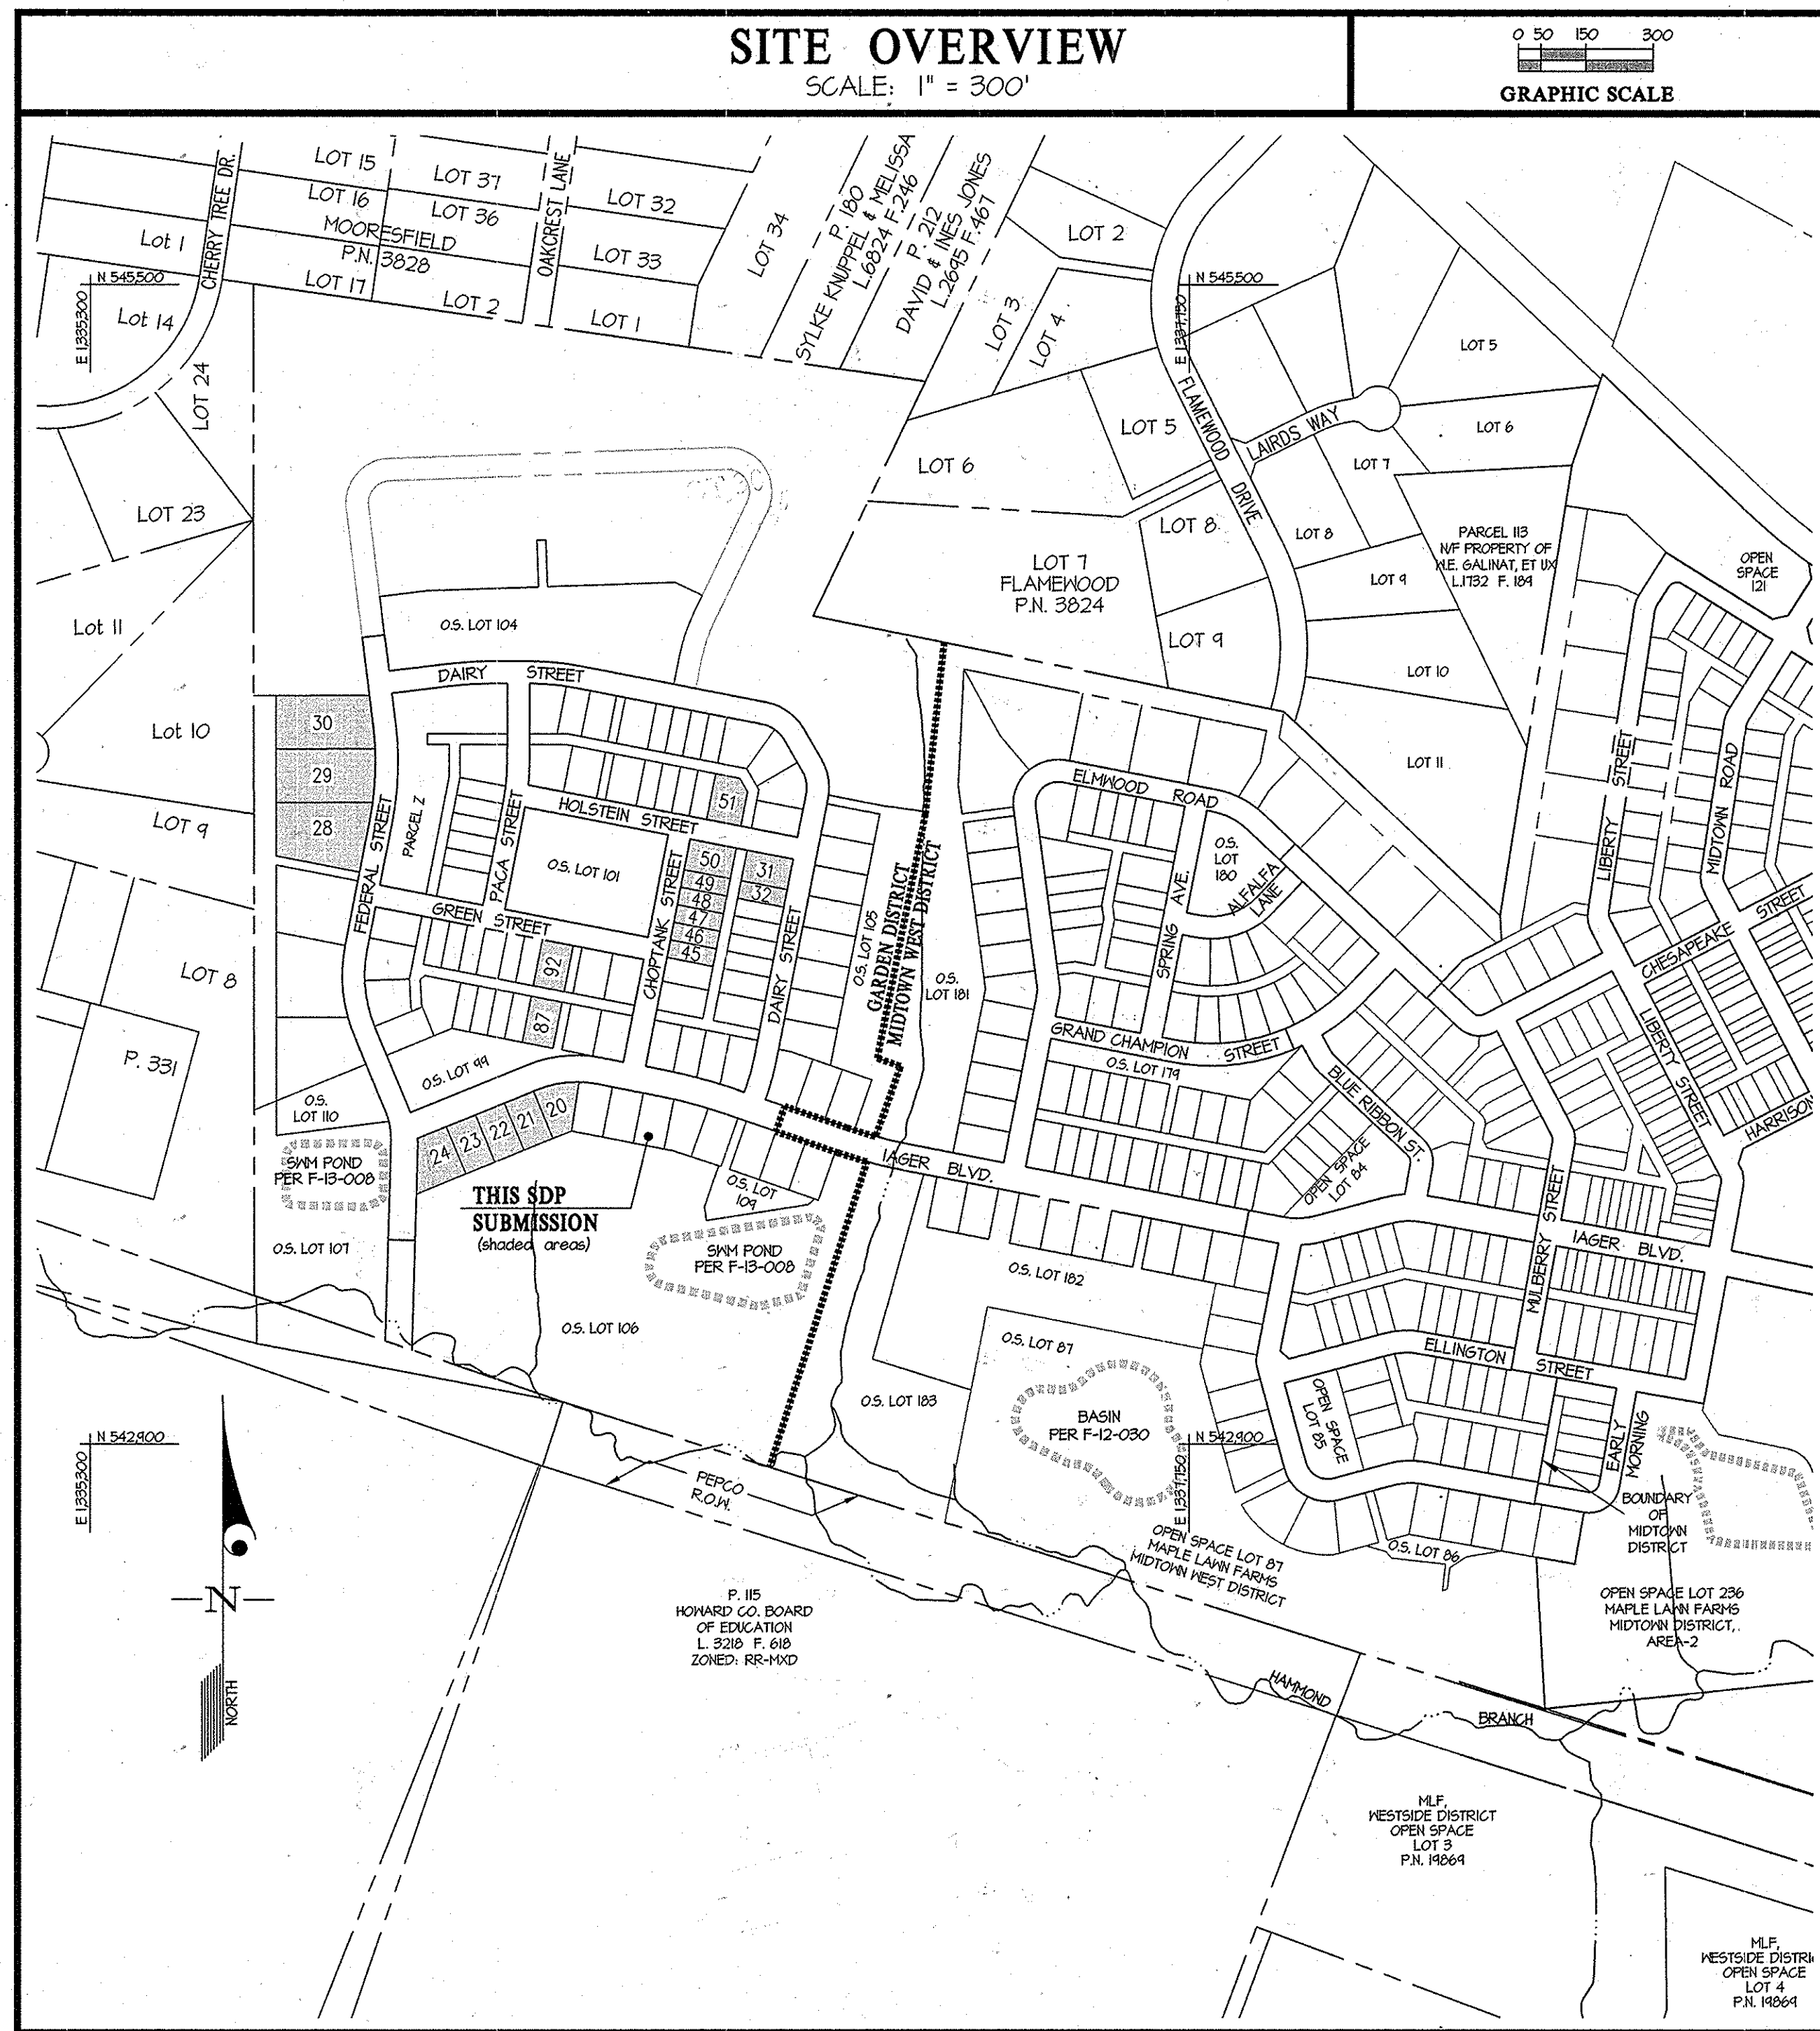 SITE OVERVIEW
SCALE: 1" = 300'
0 50 150 300
GRAPHIC SCALE
CHERRY TREE DR.
LOT 15
LOT 37
LOT 16
LOT 36
OAKCREST LANE
LOT 32
MOORESFIELD
P.N. 3828
Lot 1
LOT 33
LOT 17
LOT 2
LOT 1
LOT 34
P. 180
SYLKE KNUPPEL & MELISSA
L.6824 F.246
P. 212
DAVID & INES JONES
L.2695 F.467
LOT 2
LOT 3
LOT 4
N 545,500
E 1335,300
Lot 14
LOT 24
N 545,500
E 1,337,150
LOT 5
FLAMEWOOD DRIVE
LAIRDS WAY
LOT 5
LOT 6
LOT 6
LOT 7
LOT 23
LOT 8
LOT 8
PARCEL 113
N/F PROPERTY OF
W.E. GALINAT, ET UX
L.1732 F. 189
OPEN
SPACE
121
LOT 7
FLAMEWOOD
P.N. 3824
LOT 9
LOT 9
LOT 10
Lot 11
O.S. LOT 104
DAIRY STREET
30
29
28
Lot 10
LOT 11
LOT 9
FEDERAL STREET
PARCEL Z
PACA STREET
HOLSTEIN STREET
51
O.S. LOT 101
CHOPTANK STREET
50
49
48
47
46
45
31
32
DAIRY STREET
O.S. LOT 105
GARDEN DISTRICT
MIDTOWN WEST DISTRICT
GREEN STREET
92
87
ELMWOOD ROAD
O.S.
LOT
180
ALFALFA
LANE
SPRING AVE.
O.S.
LOT 181
LIBERTY STREET
MIDTOWN ROAD
CHESAPEAKE STREET
LIBERTY STREET
HARRISON
LOT 8
P. 331
O.S. LOT 99
O.S.
LOT 110
GRAND CHAMPION STREET
O.S. LOT 179
BLUE RIBBON ST.
OPEN SPACE
LOT 84
24
23
22
21
20
SWM POND
PER F-13-008
IAGER BLVD.
O.S. LOT
109
THIS SDP
SUBMISSION
(shaded areas)
O.S. LOT 107
SWM POND
PER F-13-008
O.S. LOT 182
MULBERRY STREET
IAGER BLVD.
O.S. LOT 106
O.S. LOT 87
ELLINGTON STREET
O.S. LOT 183
BASIN
PER F-12-030
OPEN SPACE
LOT 85
EARLY
MORNING
N 542,900
E 1,335,300
N 542,900
E 1,337,150
PEPCO
R.O.W.
BOUNDARY
OF
MIDTOWN
DISTRICT
OPEN SPACE LOT 87
MAPLE LAWN FARMS
MIDTOWN WEST DISTRICT
O.S. LOT 86
N
NORTH
P. 115
HOWARD CO. BOARD
OF EDUCATION
L. 3218 F. 618
ZONED: RR-MXD
OPEN SPACE LOT 236
MAPLE LAWN FARMS
MIDTOWN DISTRICT,
AREA-2
HAMMOND
BRANCH
MLF,
WESTSIDE DISTRICT
OPEN SPACE
LOT 3
P.N. 19869
MLF,
WESTSIDE DISTRI
OPEN SPACE
LOT 4
P.N. 19869